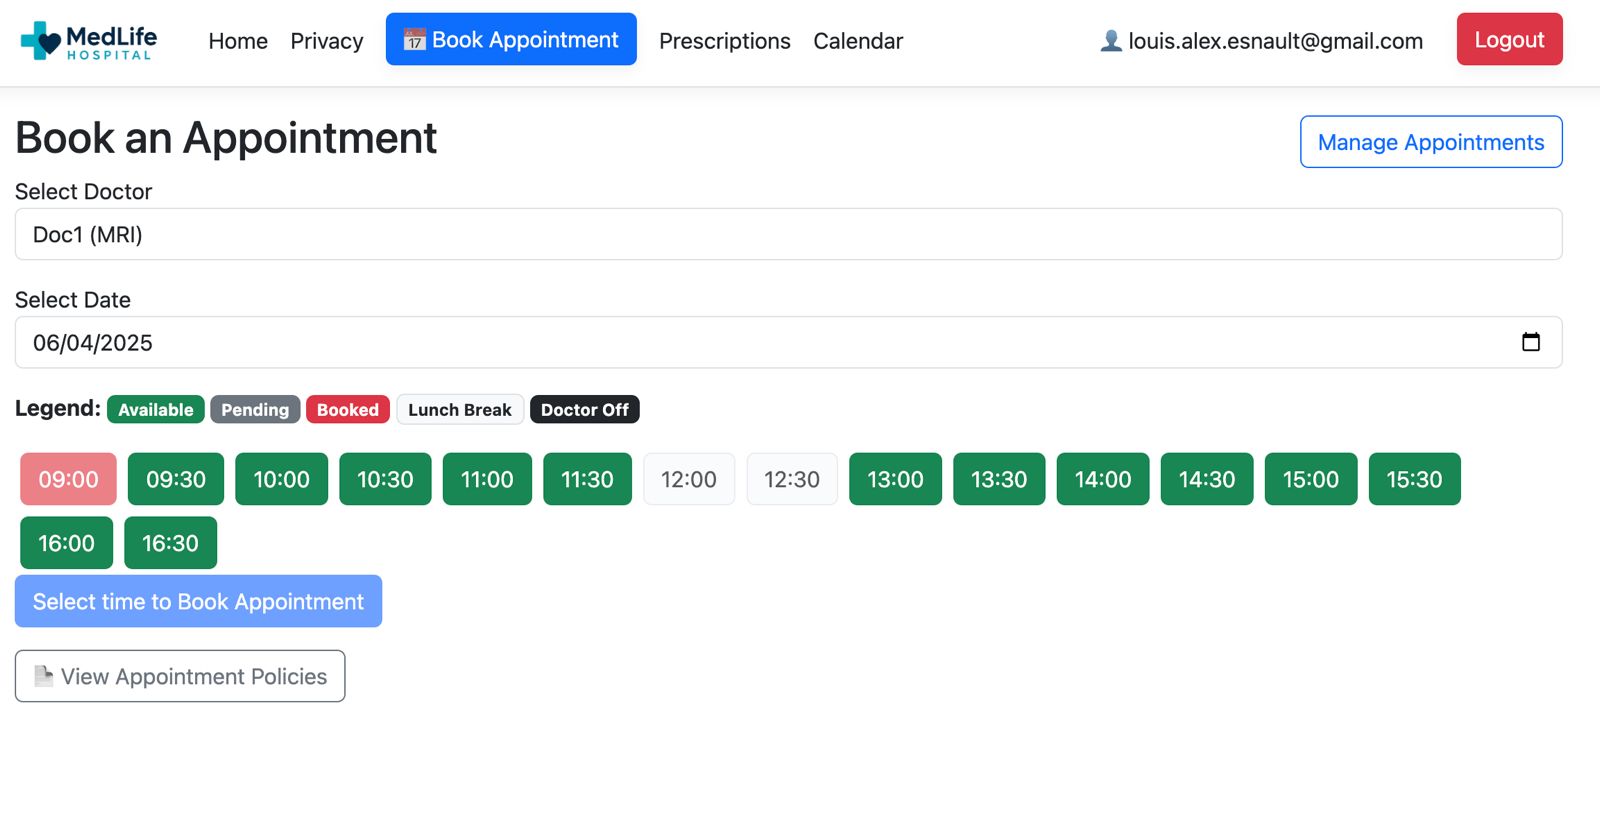 MedLife
HOSPITAL
Home Privacy 17 Book Appointment Prescriptions Calendar louis.alex.esnault@gmail.com Logout
Book an Appointment Manage Appointments
Select Doctor
Doc1 (MRI)
Select Date
06/04/2025
Legend: Available Pending Booked Lunch Break Doctor Off
09:00 09:30 10:00 10:30 11:00 11:30 12:00 12:30 13:00 13:30 14:00 14:30 15:00 15:30
16:00 16:30
Select time to Book Appointment
View Appointment Policies